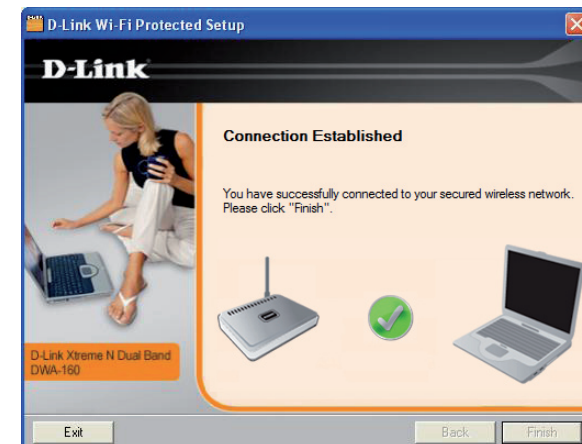 D-Link Wi-Fi Protected Setup
D-Link
Connection Established
You have successfully connected to your secured wireless network.
Please click "Finish".
D-Link Xtreme N Dual Band
DWA-160
Exit
Back
Finish